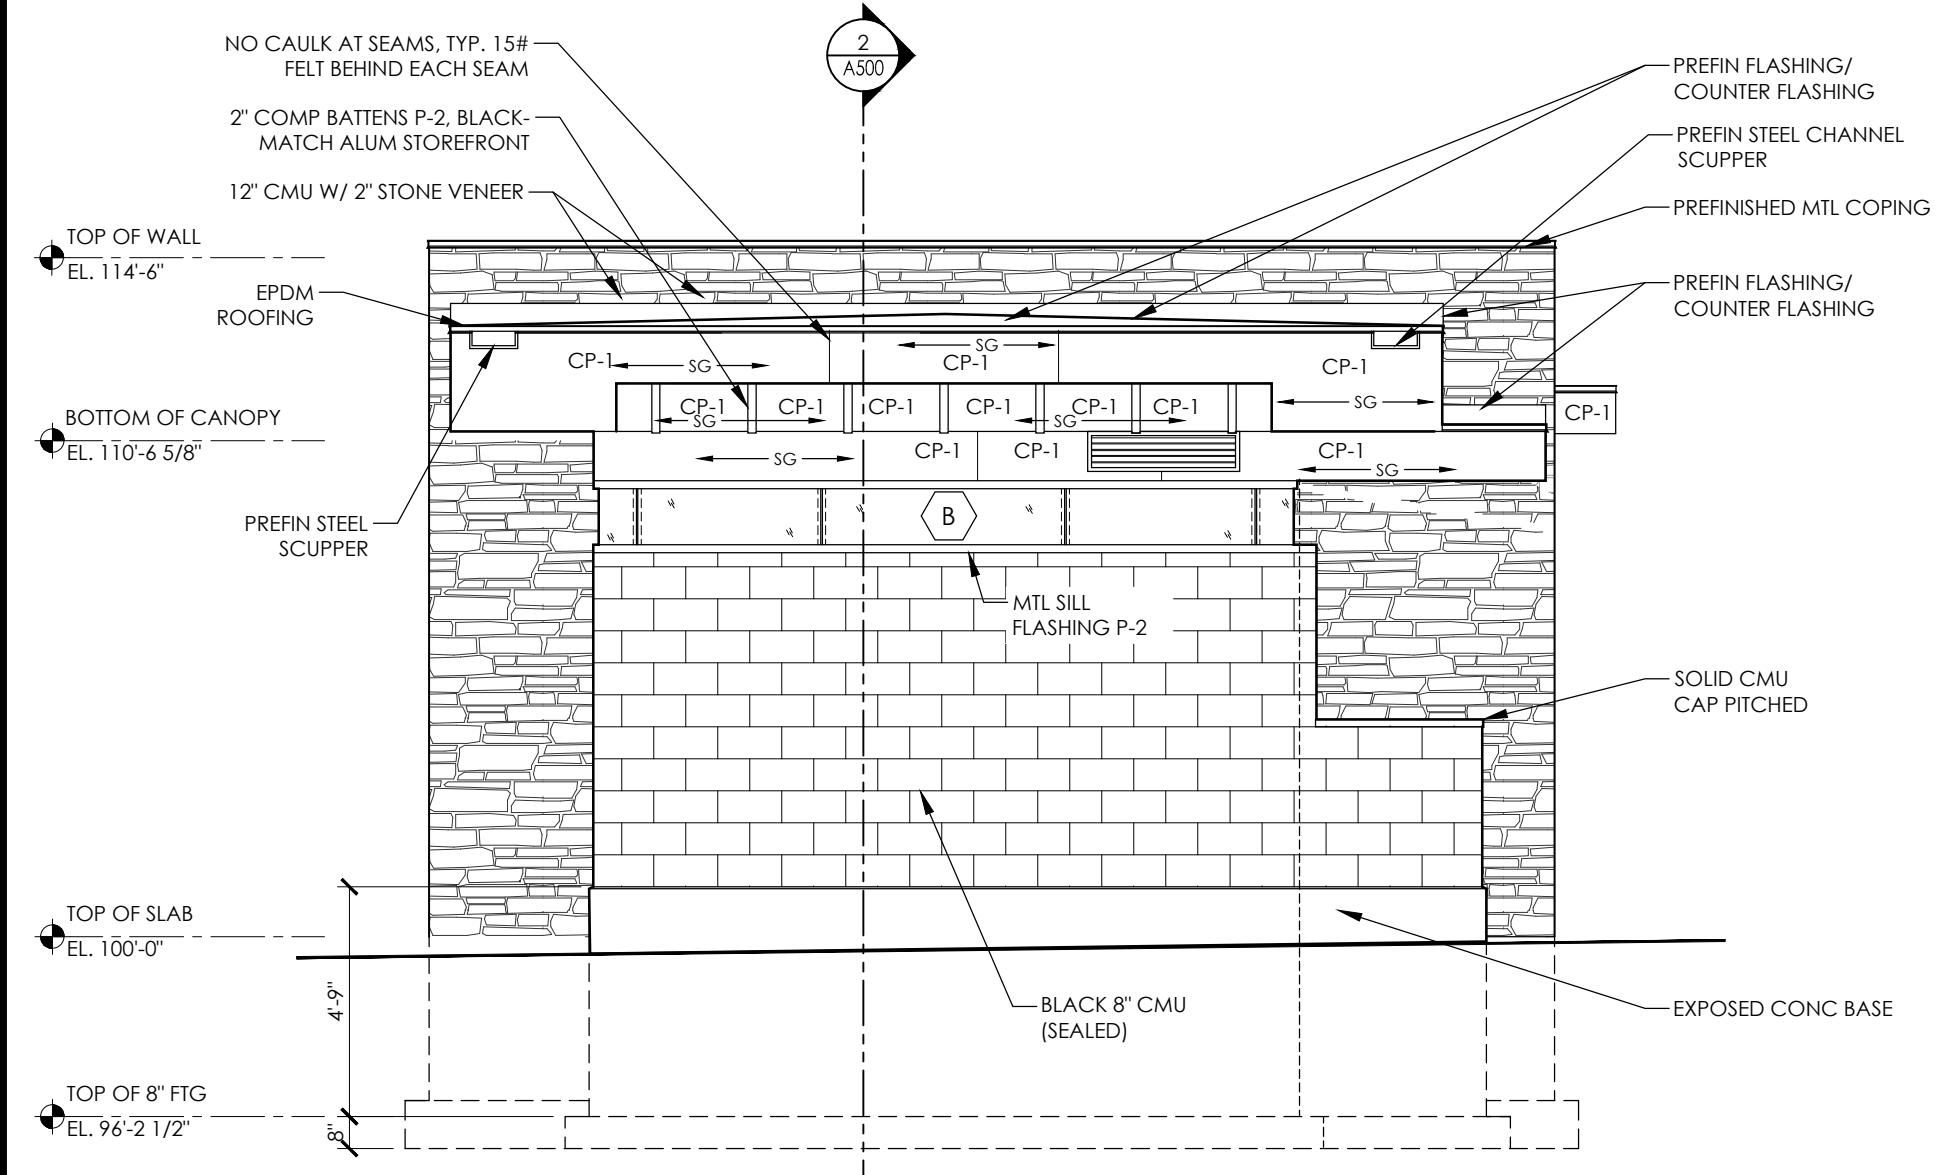 NO CAULK AT SEAMS, TYP. 15#
FELT BEHIND EACH SEAM
2" COMP BATTENS P-2, BLACK-
MATCH ALUM STOREFRONT
12" CMU W/ 2" STONE VENEER
2
A500
PREFIN FLASHING/
COUNTER FLASHING
PREFIN STEEL CHANNEL
SCUPPER
PREFINISHED MTL COPING
PREFIN FLASHING/
COUNTER FLASHING
TOP OF WALL
EL. 114'-6"
EPDM
ROOFING
BOTTOM OF CANOPY
EL. 110'-6 5/8"
PREFIN STEEL
SCUPPER
CP-1
SG
SG
CP-1
CP-1
SG
CP-1
CP-1
CP-1
CP-1
CP-1
CP-1
SG
SG
CP-1
SG
CP-1
CP-1
CP-1
SG
B
MTL SILL
FLASHING P-2
SOLID CMU
CAP PITCHED
TOP OF SLAB
EL. 100'-0"
4'-9"
BLACK 8" CMU
(SEALED)
EXPOSED CONC BASE
TOP OF 8" FTG
EL. 96'-2 1/2"
8"